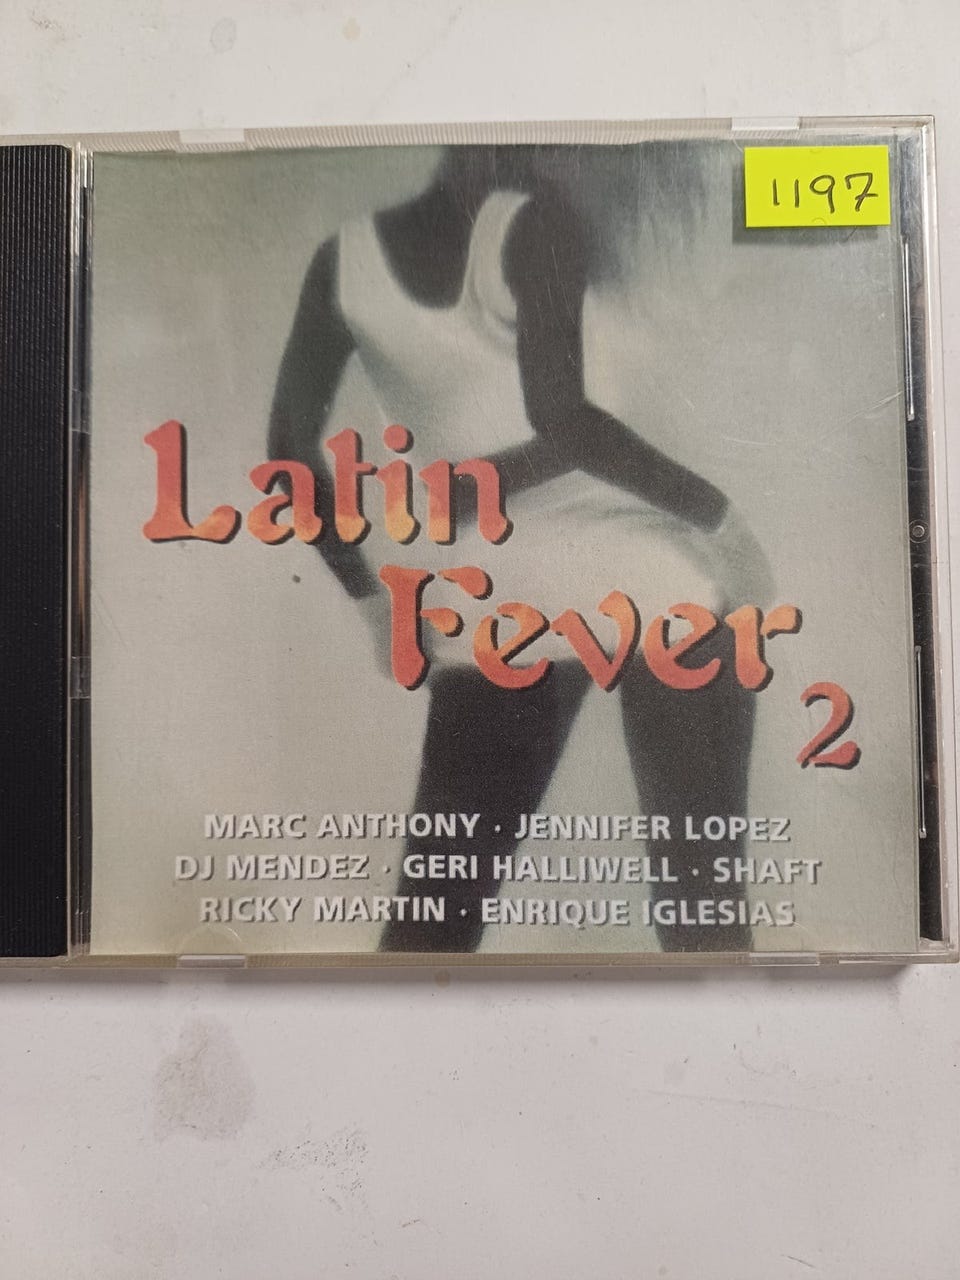 1197
Latin
Fever
2
MARC ANTHONY · JENNIFER LOPEZ
DJ MENDEZ · GERI HALLIWELL · SHAFT
RICKY MARTIN · ENRIQUE IGLESIAS